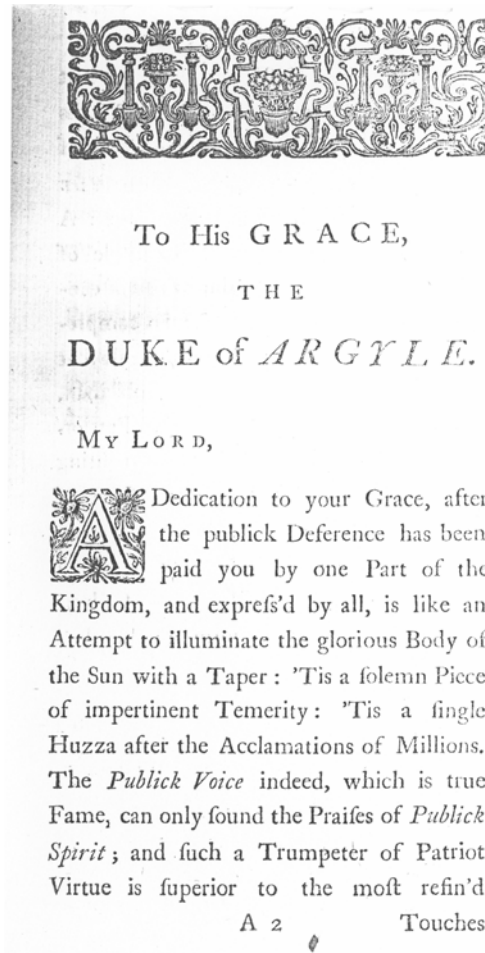 To His GRACE,
THE
DUKE of ARGYLE.
MY LORD,
A Dedication to your Grace, after
the publick Deference has been
paid you by one Part of the
Kingdom, and expreſs'd by all, is like an
Attempt to illuminate the glorious Body of
the Sun with a Taper : 'Tis a ſolemn Piece
of impertinent Temerity : 'Tis a ſingle
Huzza after the Acclamations of Millions.
The Publick Voice indeed, which is true
Fame, can only ſound the Praiſes of Publick
Spirit ; and ſuch a Trumpeter of Patriot
Virtue is ſuperior to the moſt refin'd
A 2 Touches